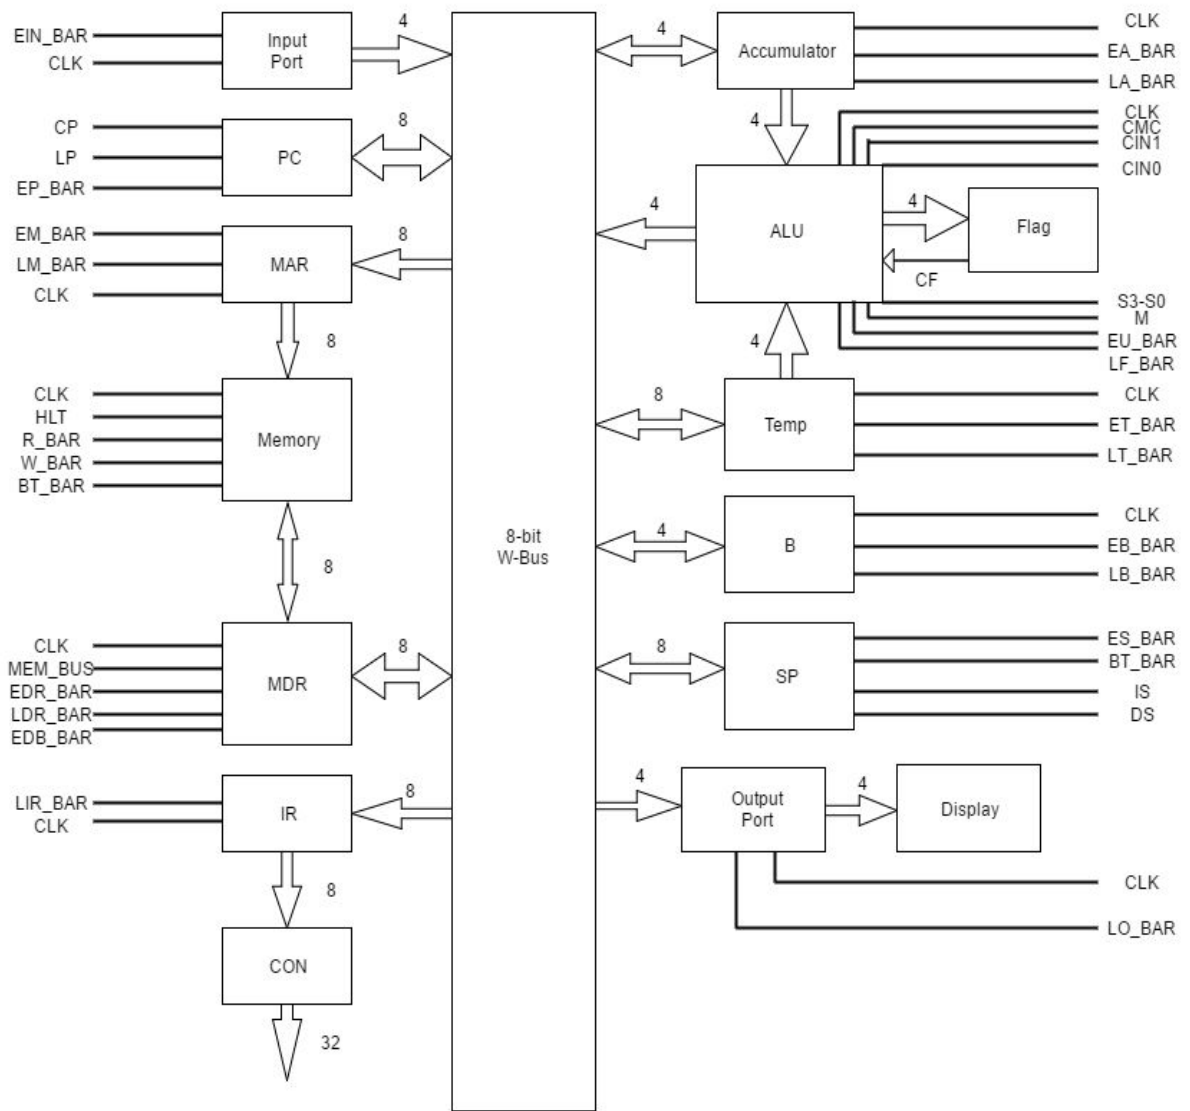 EIN_BAR
CLK
Input
Port
4
CP
LP
EP_BAR
PC
8
EM_BAR
LM_BAR
CLK
MAR
8
8
CLK
HLT
R_BAR
W_BAR
BT_BAR
Memory
8
CLK
MEM_BUS
EDR_BAR
LDR_BAR
EDB_BAR
MDR
8
LIR_BAR
CLK
IR
8
8
CON
32
8-bit
W-Bus
4
Accumulator
CLK
EA_BAR
LA_BAR
4
CLK
CMC
CIN1
CIN0
4
ALU
4
Flag
CF
S3-S0
M
EU_BAR
LF_BAR
4
8
Temp
CLK
ET_BAR
LT_BAR
4
B
CLK
EB_BAR
LB_BAR
8
SP
ES_BAR
BT_BAR
IS
DS
4
Output
Port
4
Display
CLK
LO_BAR